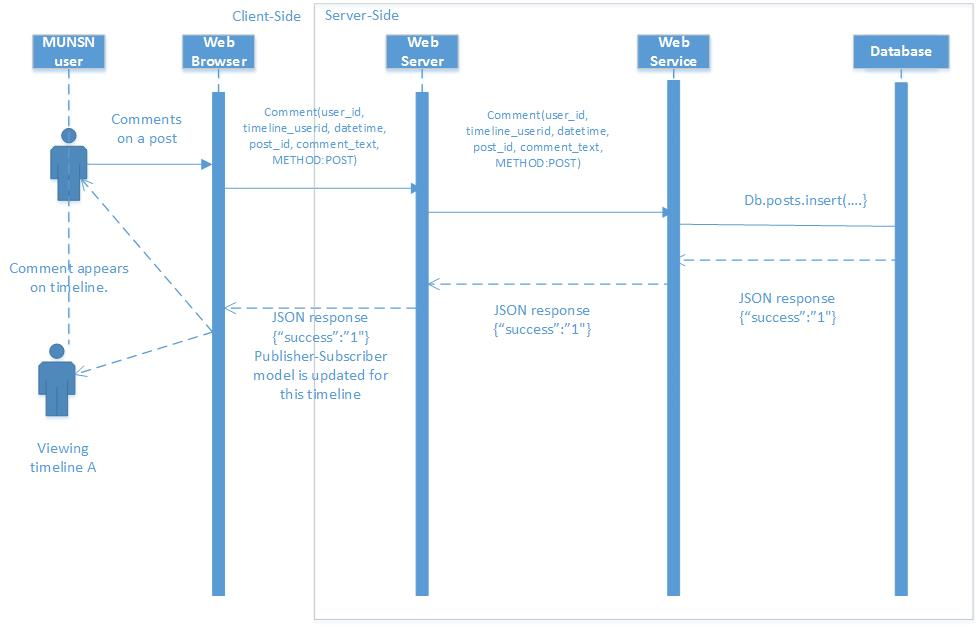 Client-Side
Server-Side
MUNSN
user
Web
Browser
Web
Server
Web
Service
Database
Comments
on a post
Comment(user_id,
timeline_userid, datetime,
post_id, comment_text,
METHOD:POST)
Comment(user_id,
timeline_userid, datetime,
post_id, comment_text,
METHOD:POST)
Db.posts.insert(....}
Comment appears
on timeline.
JSON response
{“success”:”1"}
Publisher-Subscriber
model is updated for
this timeline
JSON response
{“success”:”1"}
JSON response
{“success”:”1"}
Viewing
timeline A